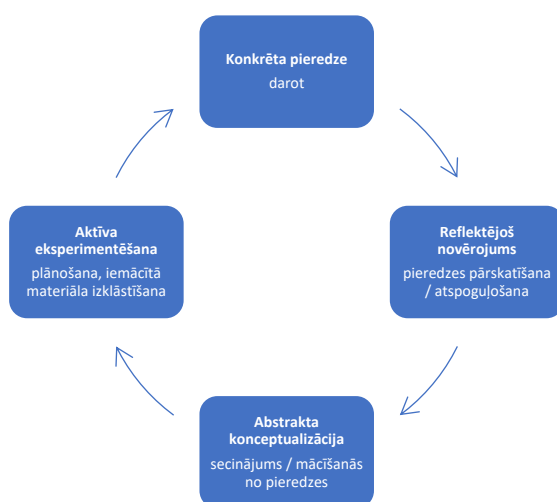 Konkrēta pieredze
darot
Reflektējošs
novērojums
pieredzes pārskatīšana
/ atspoguļošana
Abstrakta
konceptualizācija
secinājums / mācīšanās
no pieredzes
Aktīva
eksperimentēšana
plānošana, iemācītā
materiāla izklāstīšana